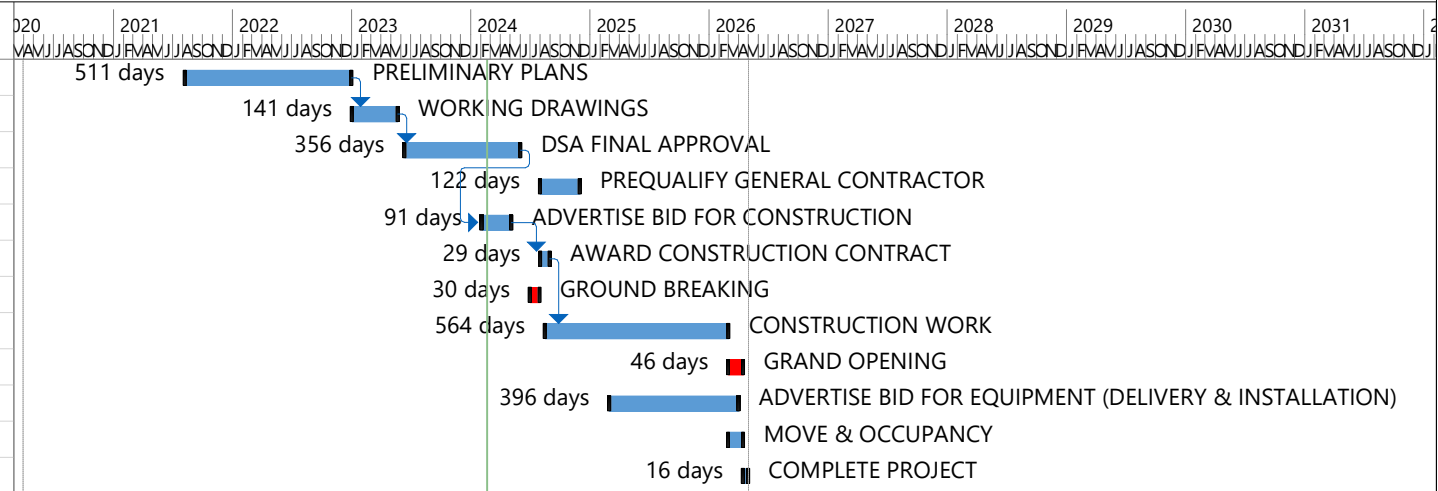 020 2021 2022 2023 2024 2025 2026 2027 2028 2029 2030 2031 2
MAMJJASONDJFMAMJJASONDJFMAMJJASONDJFMAMJJASONDJFMAMJJASONDJFMAMJJASONDJFMAMJJASONDJFMAMJJASONDJFMAMJJASONDJFMAMJJASONDJFMAMJJASONDJFMAMJJASONDJ
511 days PRELIMINARY PLANS
141 days WORKING DRAWINGS
356 days DSA FINAL APPROVAL
122 days PREQUALIFY GENERAL CONTRACTOR
91 days ADVERTISE BID FOR CONSTRUCTION
29 days AWARD CONSTRUCTION CONTRACT
30 days GROUND BREAKING
564 days CONSTRUCTION WORK
46 days GRAND OPENING
396 days ADVERTISE BID FOR EQUIPMENT (DELIVERY & INSTALLATION)
MOVE & OCCUPANCY
16 days COMPLETE PROJECT